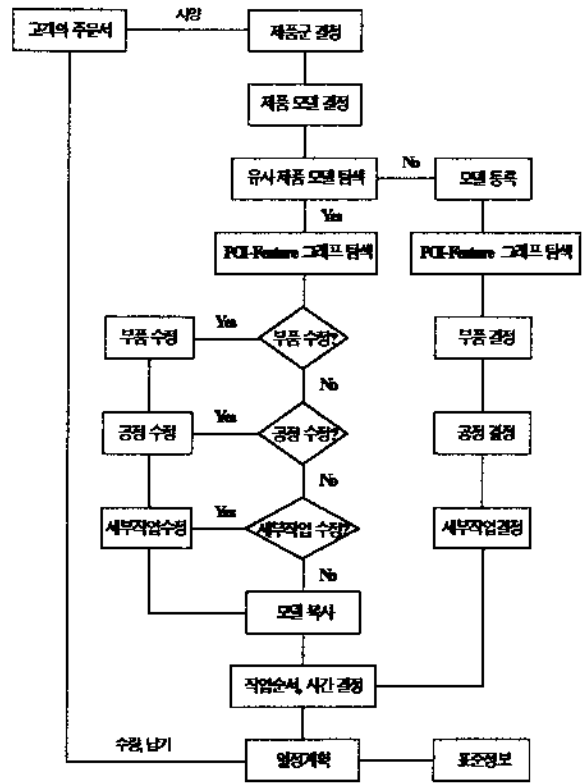 고객의 주문서
사양
제품군 결정
제품 모델 결정
유사 제품 모델 탐색
No
모델 등록
Yes
Yes
부품 수정
부품 수정?
부품 결정
No
공정 수정
Yes
공정 수정?
공정 결정
No
세부작업수정
Yes
세부작업 수정?
세부작업결정
No
모델 복사
작업순서, 시간 결정
수량, 납기
일정계획
표준정보
그래프 탐색
그래프 탐색